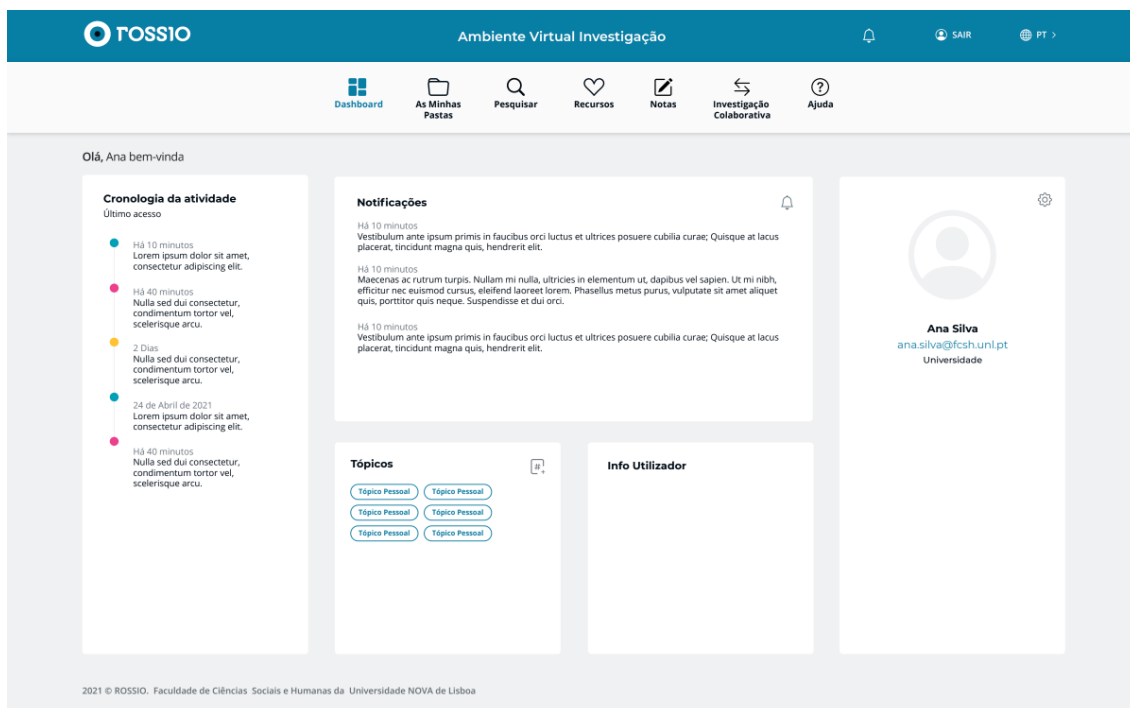 ROSSIO
Ambiente Virtual Investigação
SAIR
PT >
Dashboard
As Minhas
Pastas
Pesquisar
Recursos
Notas
Investigação
Colaborativa
Ajuda
Olá, Ana bem-vinda
Cronologia da atividade
Último acesso
Há 10 minutos
Lorem ipsum dolor sit amet,
consectetur adipiscing elit.
Há 40 minutos
Nulla sed dui consectetur,
condimentum tortor vel,
scelerisque arcu.
2 Dias
Nulla sed dui consectetur,
condimentum tortor vel,
scelerisque arcu.
24 de Abril de 2021
Lorem ipsum dolor sit amet,
consectetur adipiscing elit.
Há 40 minutos
Nulla sed dui consectetur,
condimentum tortor vel,
scelerisque arcu.
Notificações
Há 10 minutos
Vestibulum ante ipsum primis in faucibus orci luctus et ultrices posuere cubilia curae; Quisque at lacus
placerat, tincidunt magna quis, hendrerit elit.
Há 10 minutos
Maecenas ac rutrum turpis. Nullam mi nulla, ultricies in elementum ut, dapibus vel sapien. Ut mi nibh,
efficitur nec euismod cursus, eleifend laoreet lorem. Phasellus metus purus, vulputate sit amet aliquet
quis, porttitor quis neque. Suspendisse et dui orci.
Há 10 minutos
Vestibulum ante ipsum primis in faucibus orci luctus et ultrices posuere cubilia curae; Quisque at lacus
placerat, tincidunt magna quis, hendrerit elit.
Ana Silva
ana.silva@fcsh.unl.pt
Universidade
Tópicos
Tópico Pessoal Tópico Pessoal
Tópico Pessoal Tópico Pessoal
Tópico Pessoal Tópico Pessoal
Info Utilizador
2021 © ROSSIO. Faculdade de Ciências Sociais e Humanas da Universidade NOVA de Lisboa